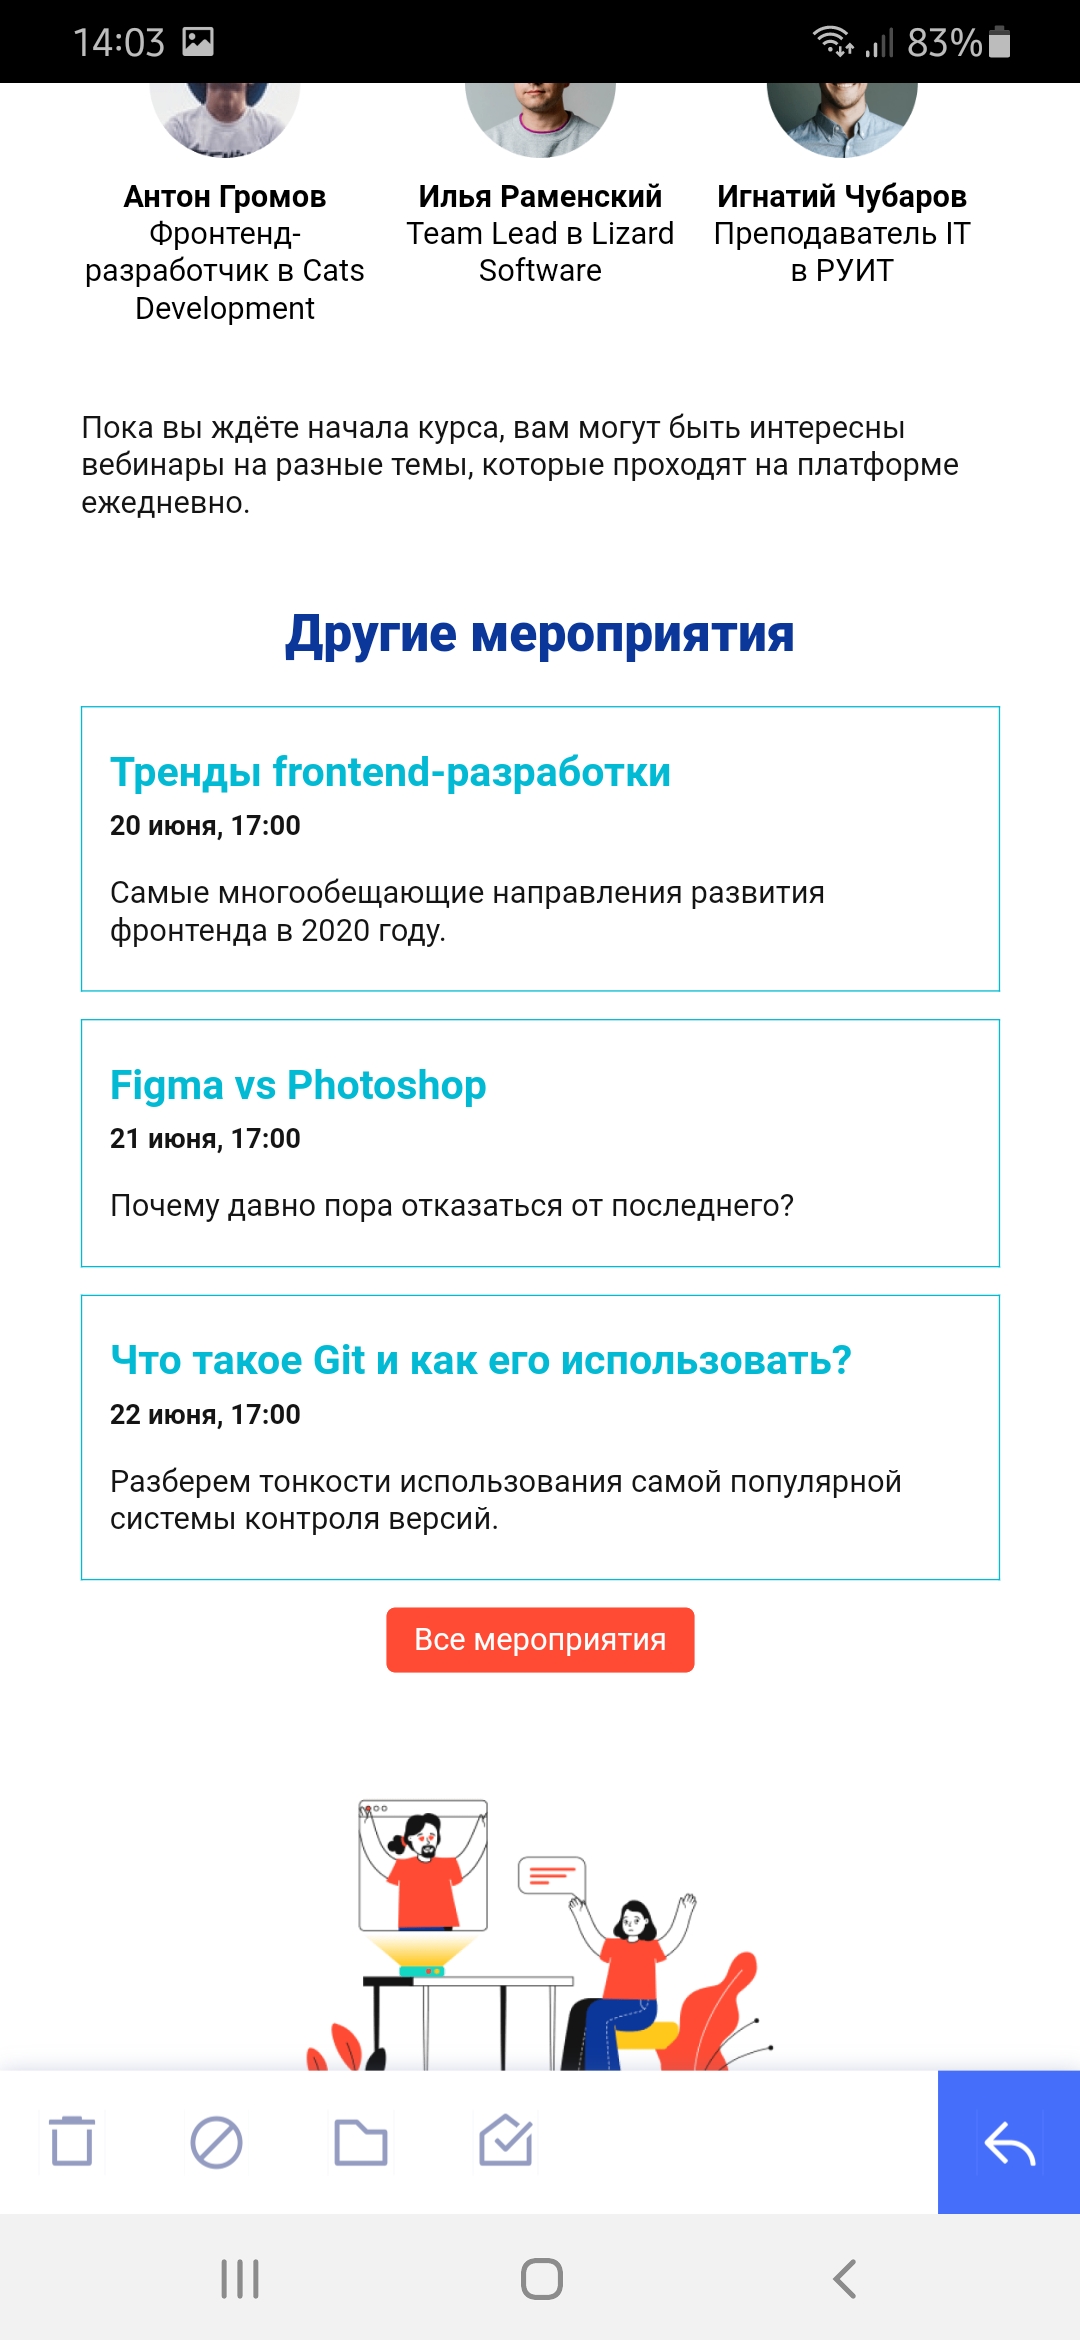 14:03
83%
Антон Громов
Фронтенд-
разработчик в Cats
Development
Илья Раменский
Team Lead в Lizard
Software
Игнатий Чубаров
Преподаватель IT
в РУИТ
Пока вы ждёте начала курса, вам могут быть интересны
вебинары на разные темы, которые проходят на платформе
ежедневно.
Другие мероприятия
Тренды frontend-разработки
20 июня, 17:00
Самые многообещающие направления развития
фронтенда в 2020 году.
Figma vs Photoshop
21 июня, 17:00
Почему давно пора отказаться от последнего?
Что такое Git и как его использовать?
22 июня, 17:00
Разберем тонкости использования самой популярной
системы контроля версий.
Все мероприятия